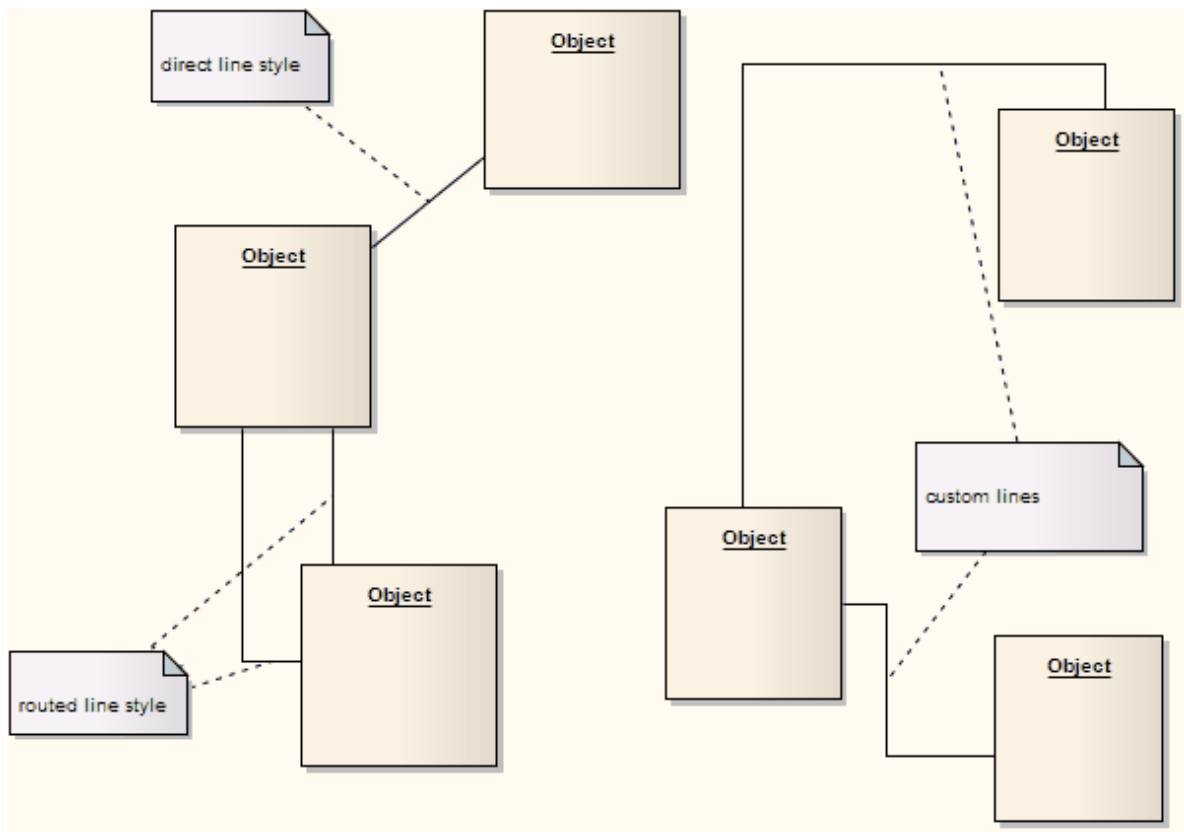 direct line style
Object
Object
Object
routed line style
Object
Object
custom lines
Object